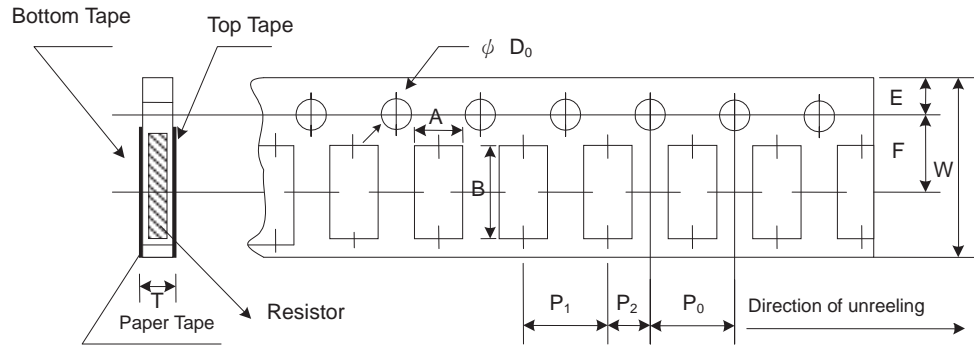 Bottom Tape
Top Tape
φ D₀
E
A
F
W
B
P₁
P₂
P₀
Direction of unreeling
T
Resistor
Paper Tape